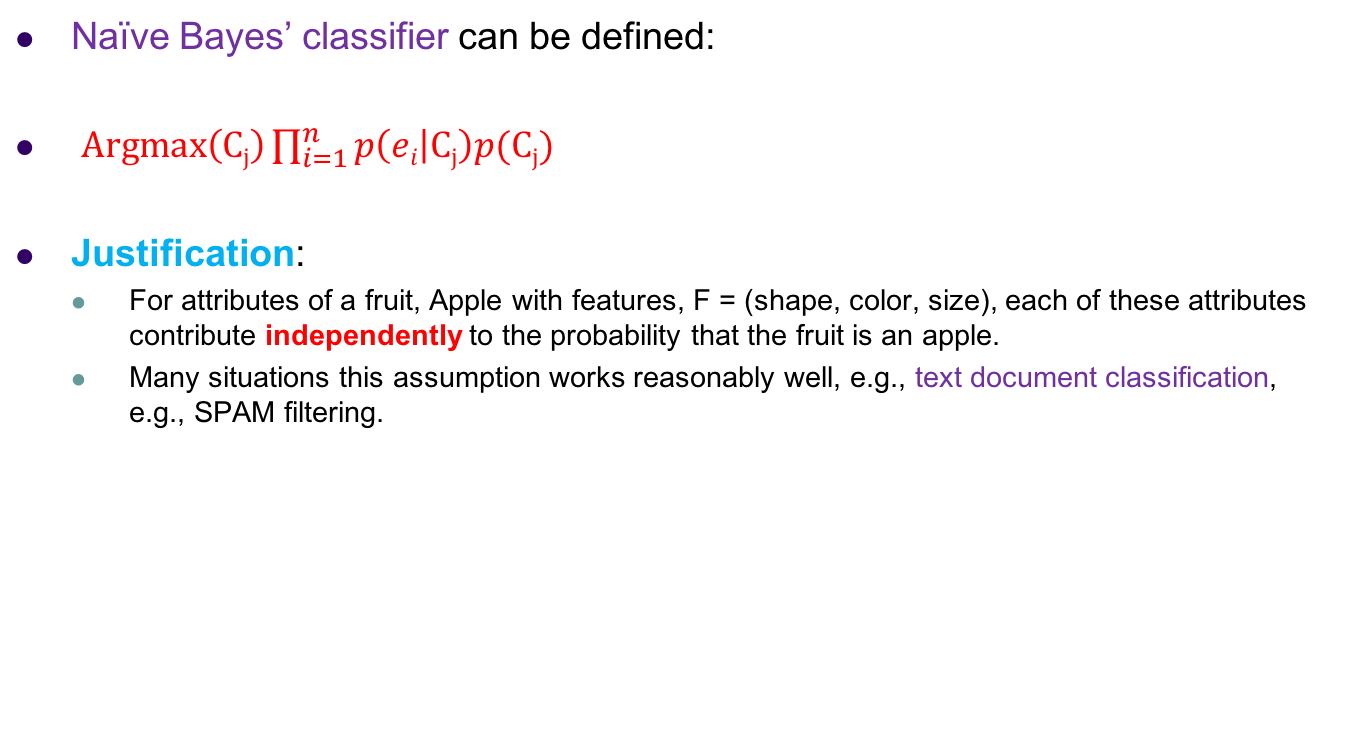 Naïve Bayes’ classifier can be defined:
Argmax(Cⱼ) ∏ⁿᵢ₌₁ p(eᵢ|Cⱼ)p(Cⱼ)
Justification:
For attributes of a fruit, Apple with features, F = (shape, color, size), each of these attributes
contribute independently to the probability that the fruit is an apple.
Many situations this assumption works reasonably well, e.g., text document classification,
e.g., SPAM filtering.